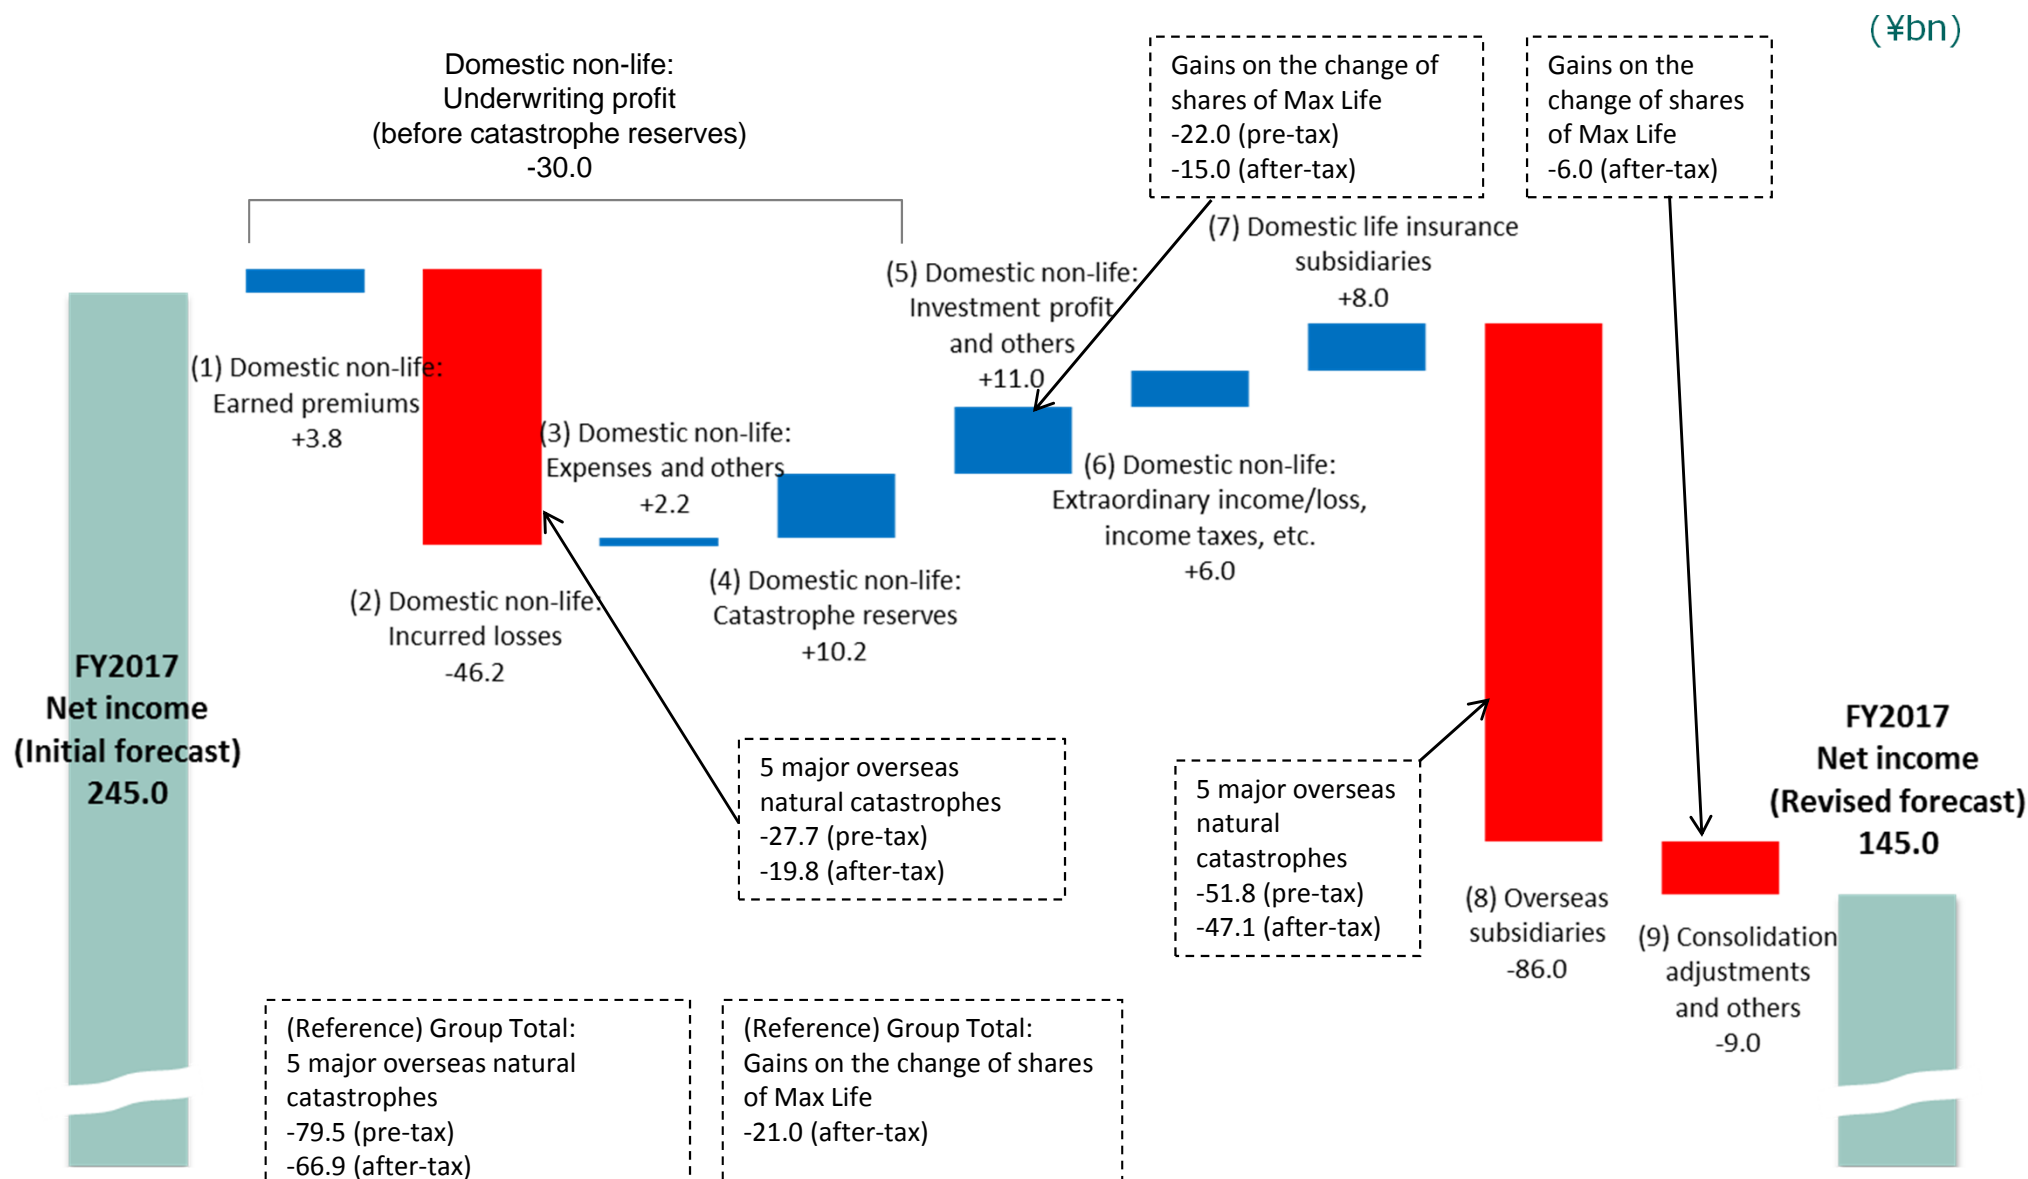 (¥bn)
Domestic non-life:
Underwriting profit
(before catastrophe reserves)
-30.0
Gains on the change of
shares of Max Life
-22.0 (pre-tax)
-15.0 (after-tax)
Gains on the
change of shares
of Max Life
-6.0 (after-tax)
(1) Domestic non-life:
Earned premiums
+3.8
(2) Domestic non-life:
Incurred losses
-46.2
(3) Domestic non-life:
Expenses and others
+2.2
(4) Domestic non-life:
Catastrophe reserves
+10.2
(5) Domestic non-life:
Investment profit
and others
+11.0
(6) Domestic non-life:
Extraordinary income/loss,
income taxes, etc.
+6.0
(7) Domestic life insurance
subsidiaries
+8.0
FY2017
Net income
(Initial forecast)
245.0
5 major overseas
natural catastrophes
-27.7 (pre-tax)
-19.8 (after-tax)
5 major overseas
natural
catastrophes
-51.8 (pre-tax)
-47.1 (after-tax)
(8) Overseas
subsidiaries
-86.0
(9) Consolidation
adjustments
and others
-9.0
FY2017
Net income
(Revised forecast)
145.0
(Reference) Group Total:
5 major overseas natural
catastrophes
-79.5 (pre-tax)
-66.9 (after-tax)
(Reference) Group Total:
Gains on the change of shares
of Max Life
-21.0 (after-tax)